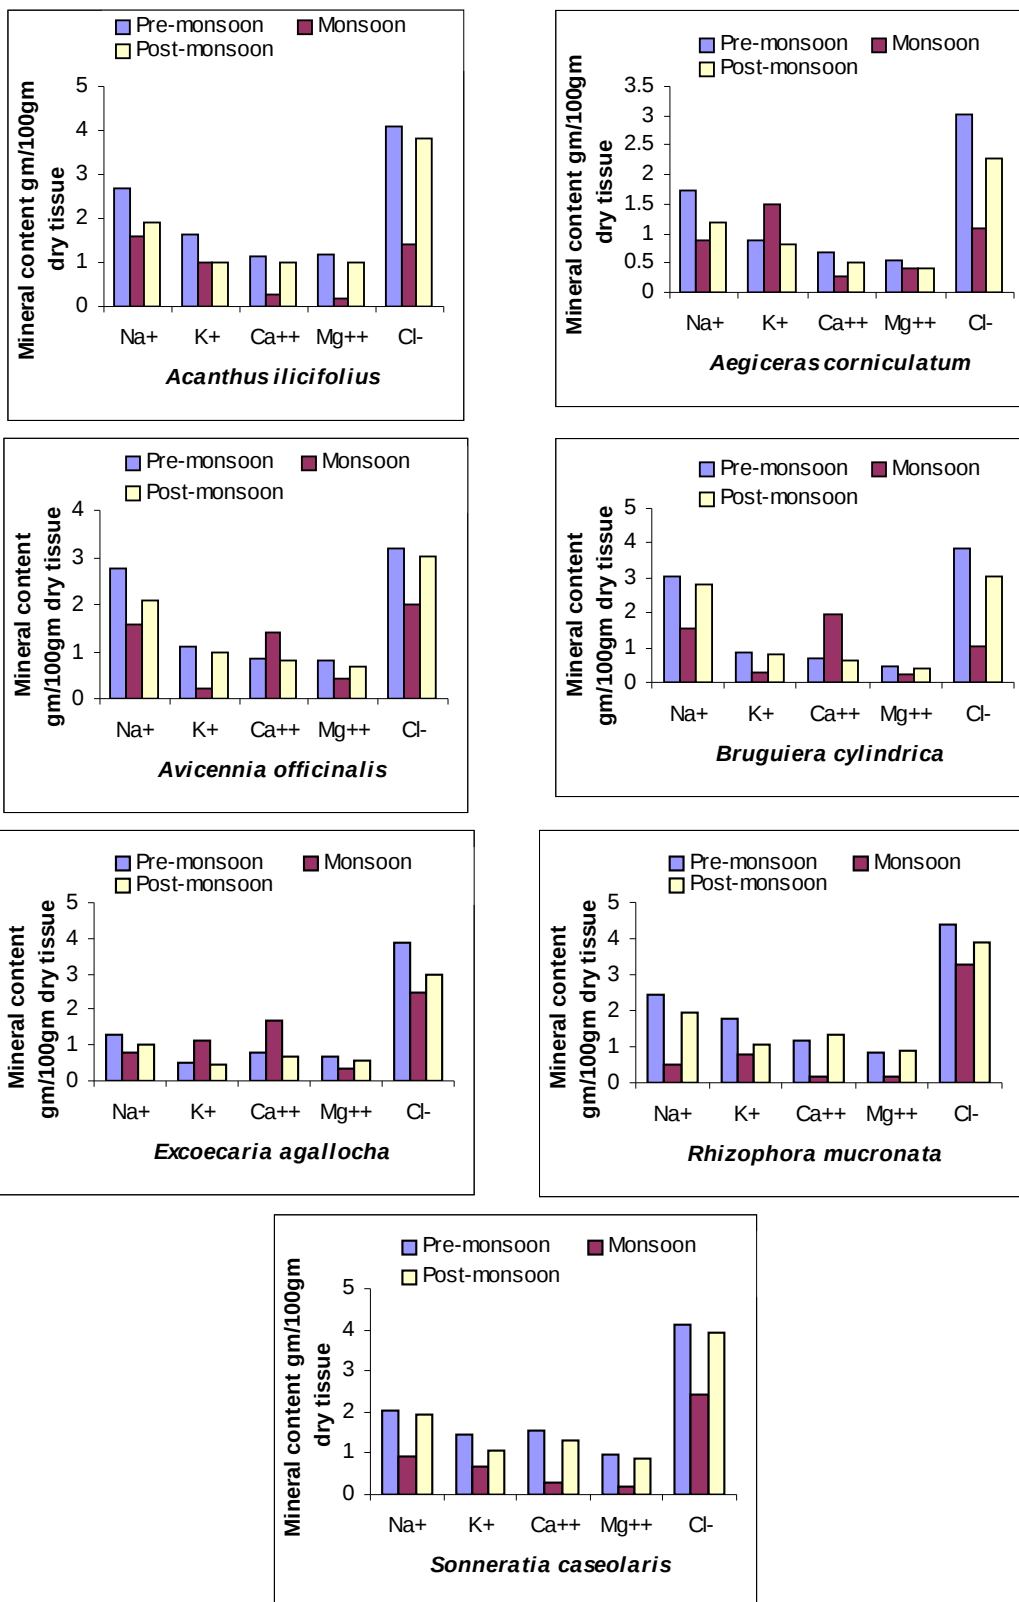 Pre-monsoon Monsoon
Post-monsoon
Mineral content gm/100gm
dry tissue
5
4
3
2
1
0
Na+ K+ Ca++ Mg++ Cl-
Acanthus ilicifolius
Pre-monsoon Monsoon
Post-monsoon
Mineral content gm/100gm
dry tissue
3.5
3
2.5
2
1.5
1
0.5
0
Na+ K+ Ca++ Mg++ Cl-
Aegiceras corniculatum
Pre-monsoon Monsoon
Post-monsoon
Mineral content
gm/100gm dry tissue
4
3
2
1
0
Na+ K+ Ca++ Mg++ Cl-
Avicennia officinalis
Pre-monsoon Monsoon
Post-monsoon
Mineral content
gm/100gm dry tissue
5
4
3
2
1
0
Na+ K+ Ca++ Mg++ Cl-
Bruguiera cylindrica
Pre-monsoon Monsoon
Post-monsoon
Mineral content
gm/100gm dry tissue
5
4
3
2
1
0
Na+ K+ Ca++ Mg++ Cl-
Excoecaria agallocha
Pre-monsoon Monsoon
Post-monsoon
Mineral content
gm/100gm dry tissue
5
4
3
2
1
0
Na+ K+ Ca++ Mg++ Cl-
Rhizophora mucronata
Pre-monsoon Monsoon
Post-monsoon
Mineral content gm/100gm
dry tissue
5
4
3
2
1
0
Na+ K+ Ca++ Mg++ Cl-
Sonneratia caseolaris